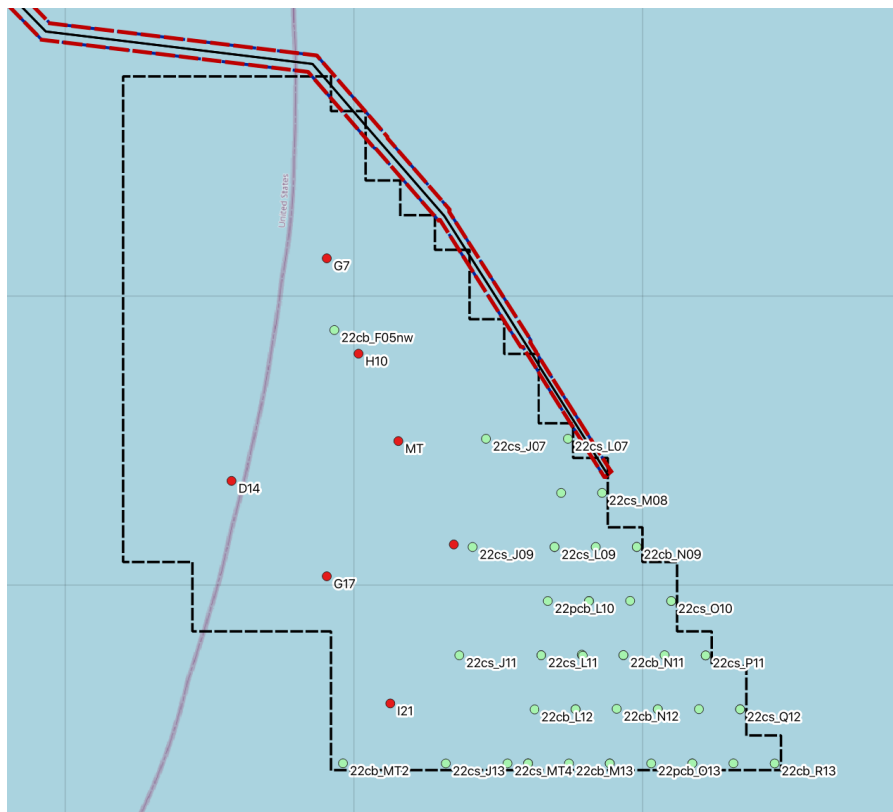 United States
G7
22cb_F05nw
H10
MT
22cs_J07
22cs_L07
D14
22cs_M08
22cs_J09
22cs_L09
22cb_N09
G17
22pcb_L10
22cs_O10
22cs_J11
22cs_L11
22cb_N11
22cs_P11
I21
22cb_L12
22cb_N12
22cs_Q12
22cb_MT2
22cs_J13
22cs_MT4
22cb_M13
22pcb_O13
22cb_R13